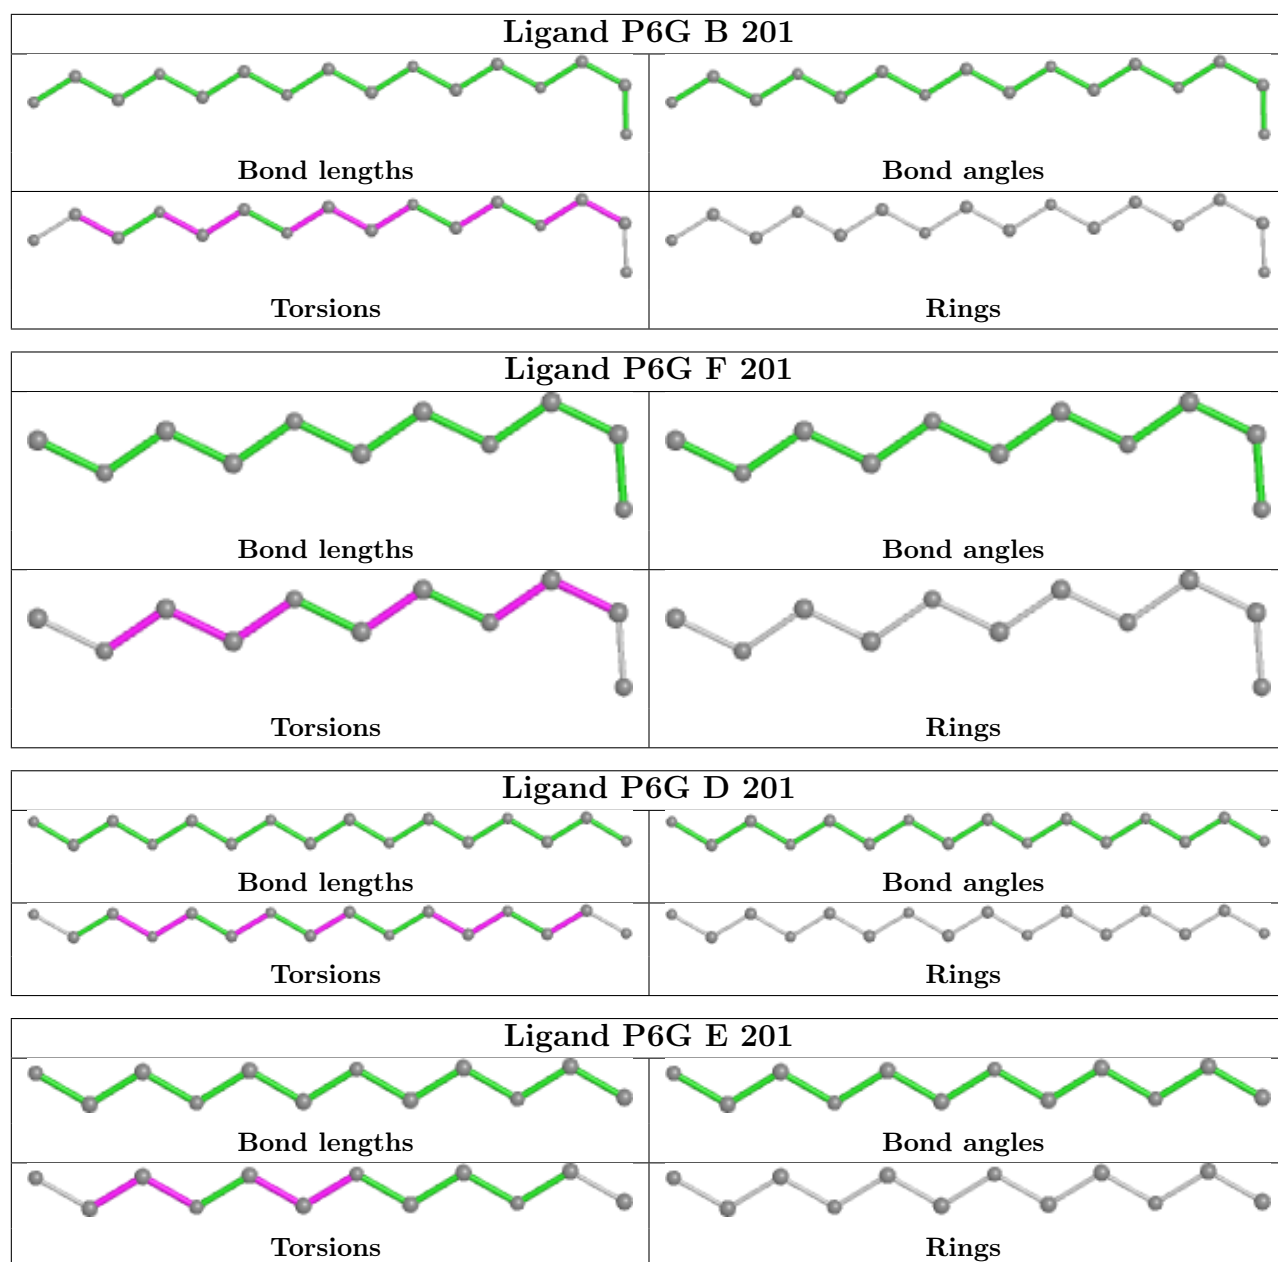 Ligand P6G B 201
Bond lengths
Bond angles
Torsions
Rings
Ligand P6G F 201
Bond lengths
Bond angles
Torsions
Rings
Ligand P6G D 201
Bond lengths
Bond angles
Torsions
Rings
Ligand P6G E 201
Bond lengths
Bond angles
Torsions
Rings